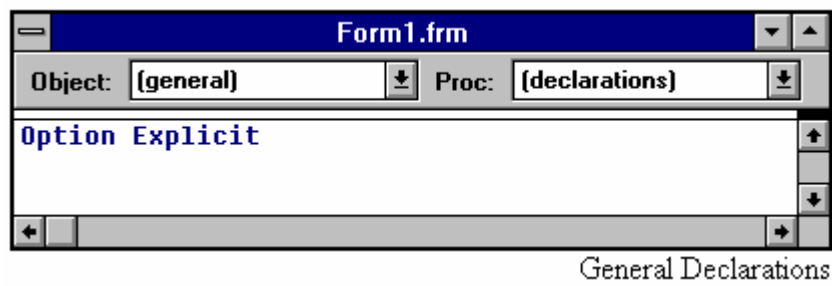 Form1.frm
Object: (general) Proc: (declarations)
Option Explicit
General Declarations